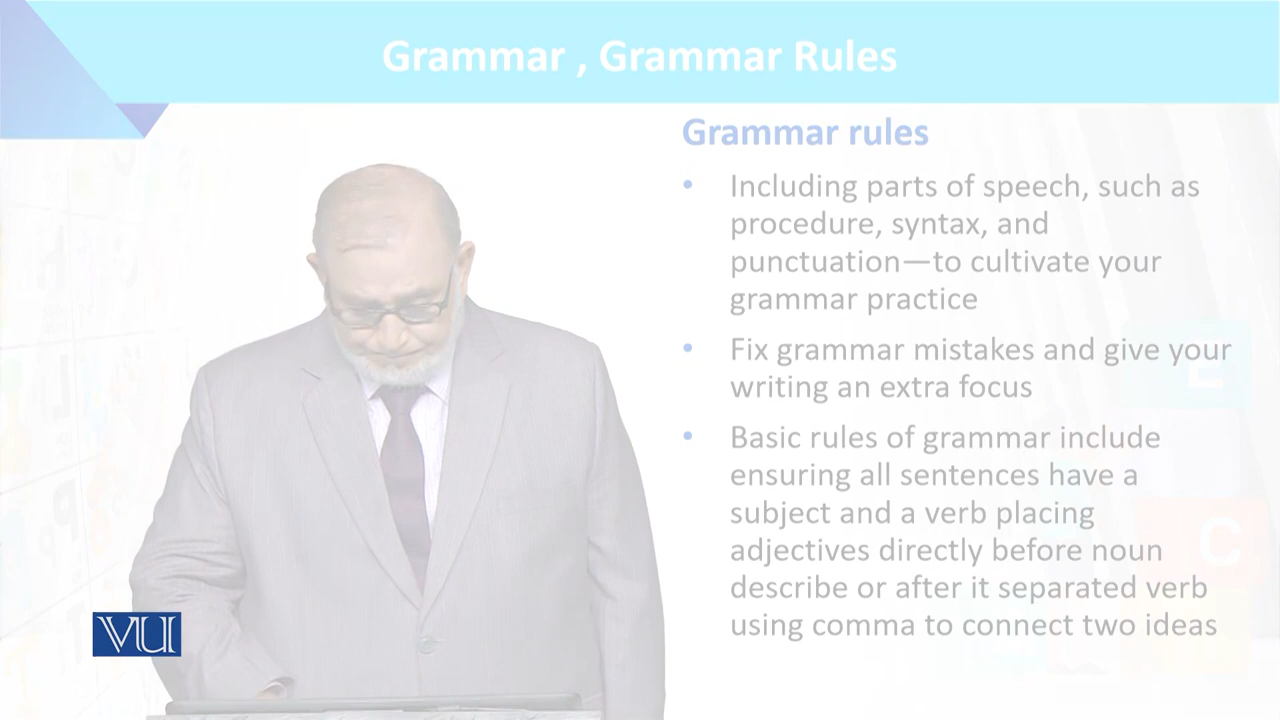 Grammar , Grammar Rules
Grammar rules
• Including parts of speech, such as
procedure, syntax, and
punctuation—to cultivate your
grammar practice
• Fix grammar mistakes and give your
writing an extra focus
• Basic rules of grammar include
ensuring all sentences have a
subject and a verb placing
adjectives directly before noun
describe or after it separated verb
using comma to connect two ideas
E
C
VU